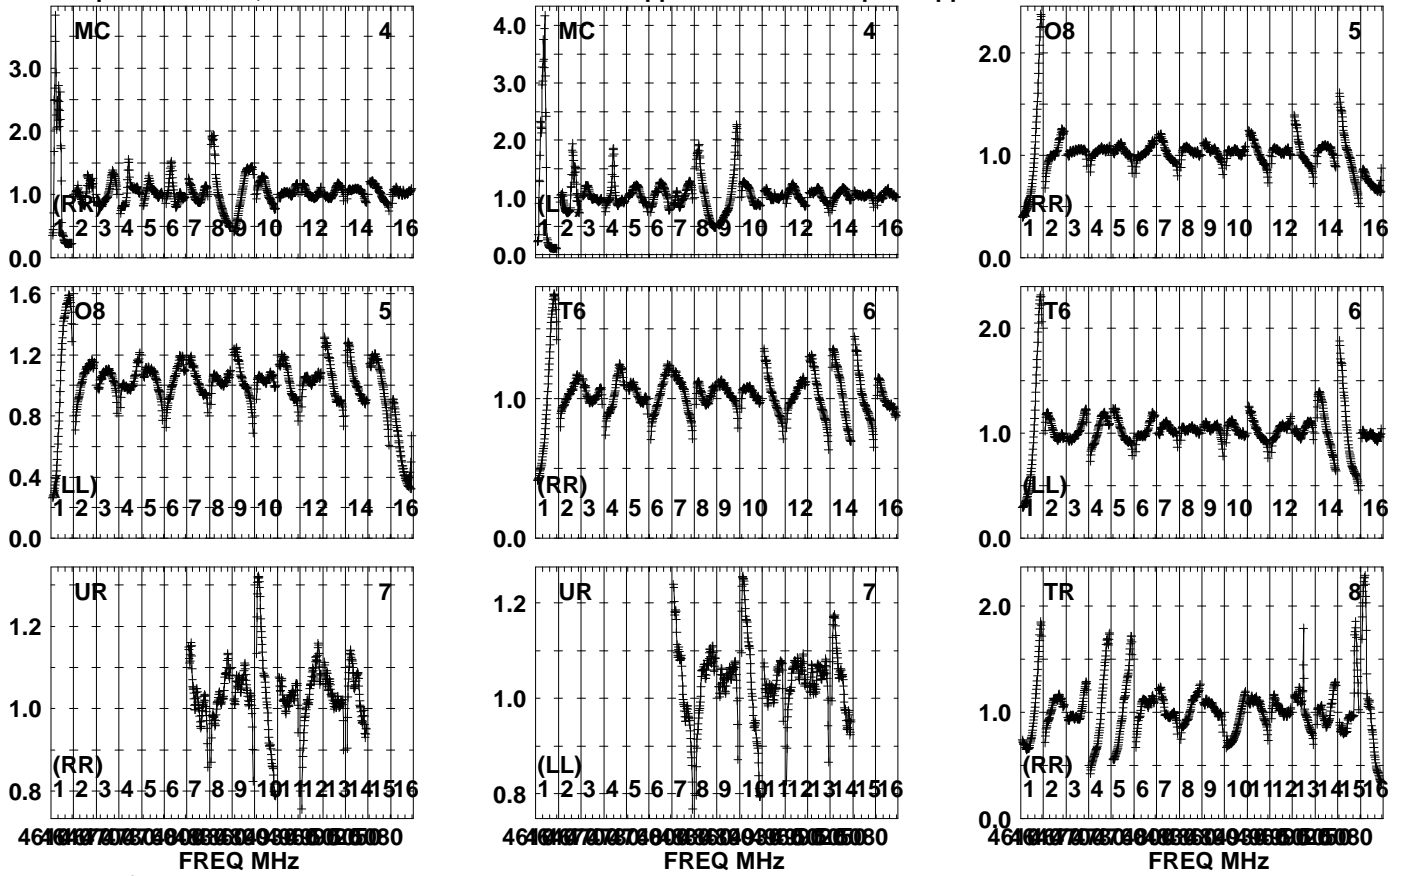 MC 4
3.0
2.0
1.0
0.0
(RR)
2 3 4 5 6 7 8 9 10 12 14 16
MC 4
4.0
3.0
2.0
1.0
0.0
2 3 4 5 6 7 8 9 10 12 14 16
O8 5
2.0
1.0
0.0
(RR)
1 2 3 4 5 6 7 8 9 10 12 14 16
O8 5
1.6
1.2
0.8
0.4
0.0
(LL)
1 2 3 4 5 6 7 8 9 10 12 14 16
T6 6
1.0
0.0
(RR)
1 2 3 4 5 6 7 8 9 10 12 14 16
T6 6
2.0
1.0
0.0
(LL)
1 2 3 4 5 6 7 8 9 10 12 14 16
UR 7
1.2
1.0
0.8
(RR)
1 2 3 4 5 6 7 8 9 10 11 12 13 14 15 16
FREQ MHz
UR 7
1.2
1.0
0.8
(LL)
1 2 3 4 5 6 7 8 9 10 11 12 13 14 15 16
FREQ MHz
TR 8
2.0
1.0
0.0
(RR)
1 2 3 4 5 6 7 8 9 10 11 12 13 14 15 16
FREQ MHz